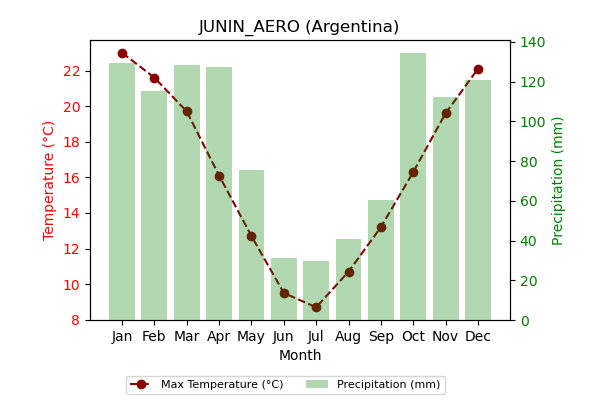 JUNIN_AERO (Argentina)
Temperature (°C)
22
20
18
16
14
12
10
8
140
120
100
80
60
40
20
0
Precipitation (mm)
Jan Feb Mar Apr May Jun Jul Aug Sep Oct Nov Dec
Month
Max Temperature (°C) Precipitation (mm)